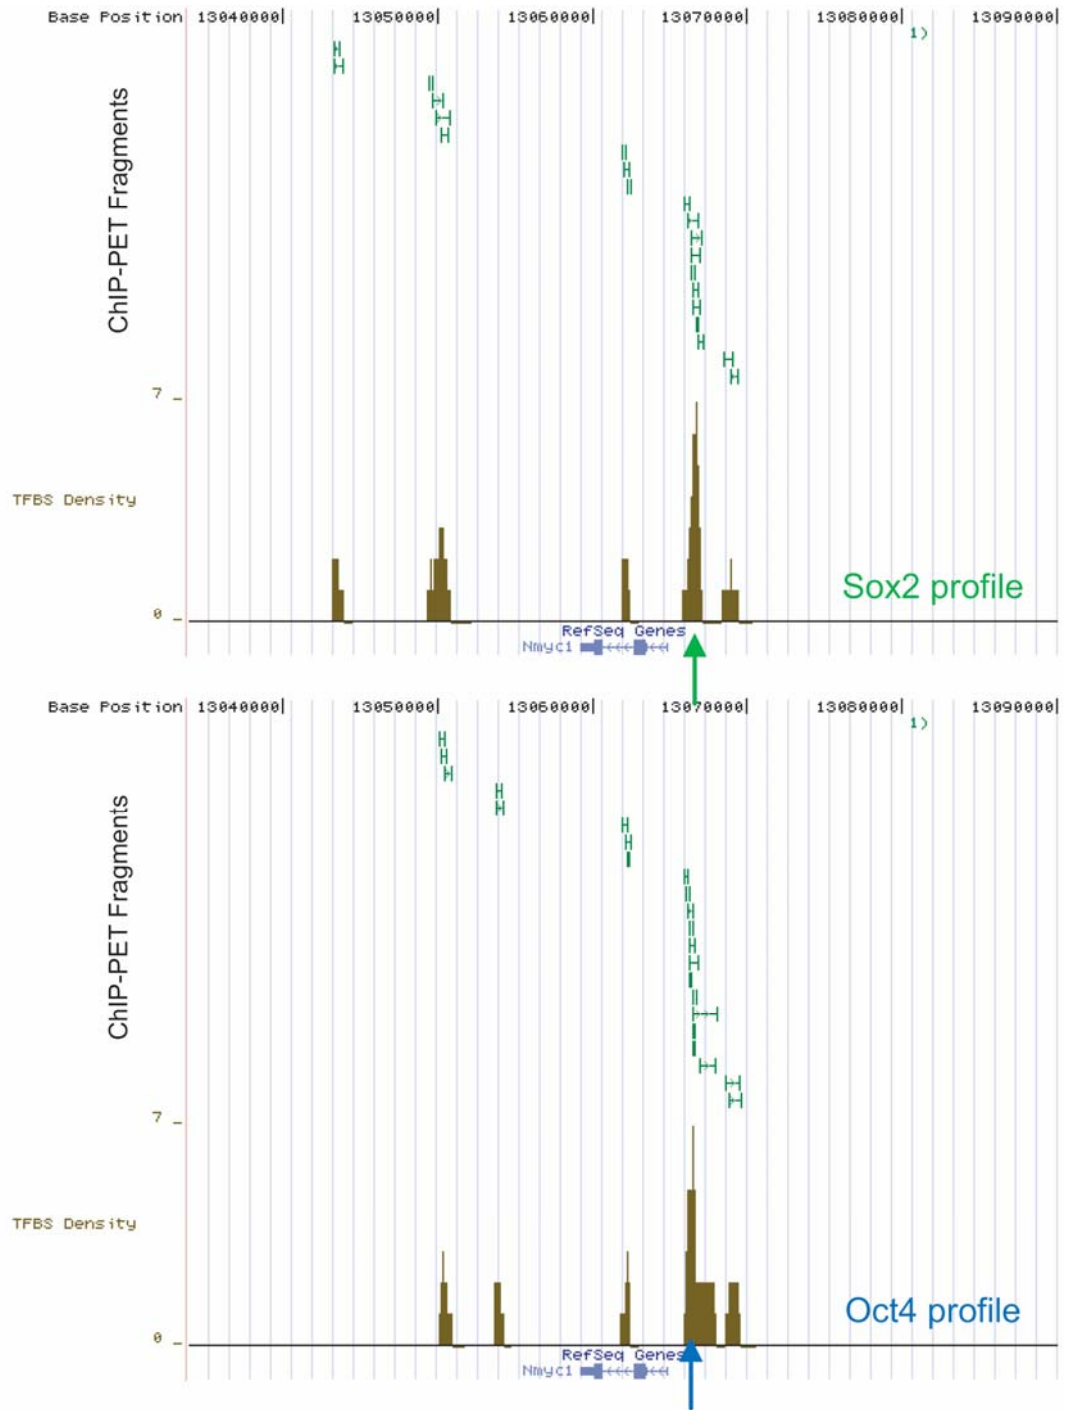 Base Position 13040000| 13050000| 13060000| 13070000| 13080000| 13090000|
1>
ChIP-PET Fragments
7
TFBS Density
Sox2 profile
0
RefSeq Genes
Nmyc1
Base Position 13040000| 13050000| 13060000| 13070000| 13080000| 13090000|
1>
ChIP-PET Fragments
7
TFBS Density
Oct4 profile
0
RefSeq Genes
Nmyc1